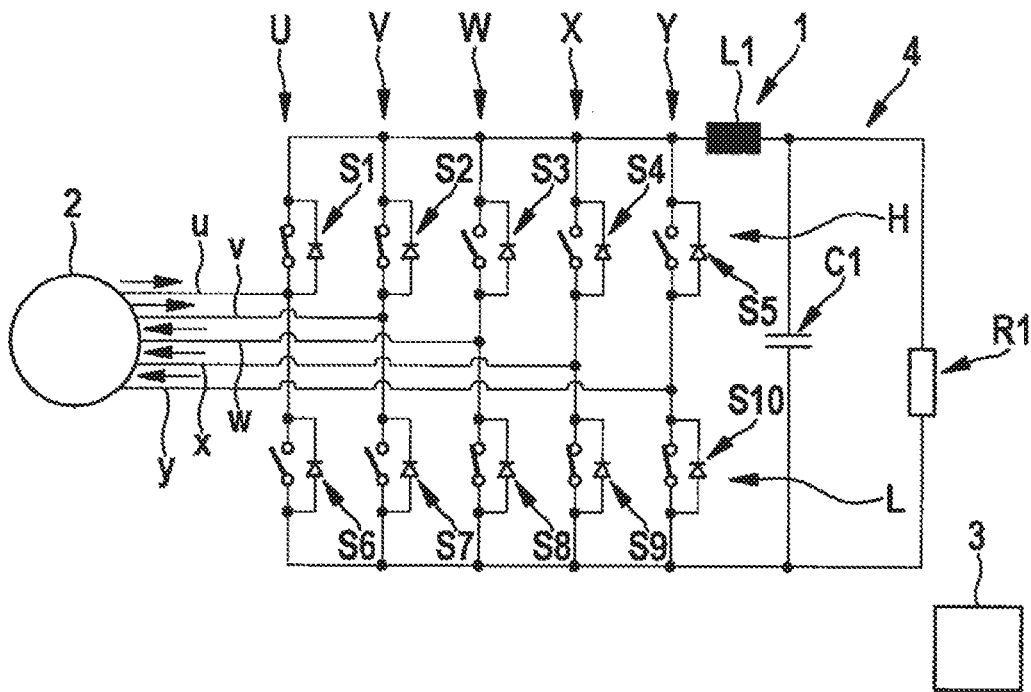 U V W X Y L1 1 4
S1 S2 S3 S4 H
2 u v C1
S5 R1
S10
y x w L
S6 S7 S8 S9 3